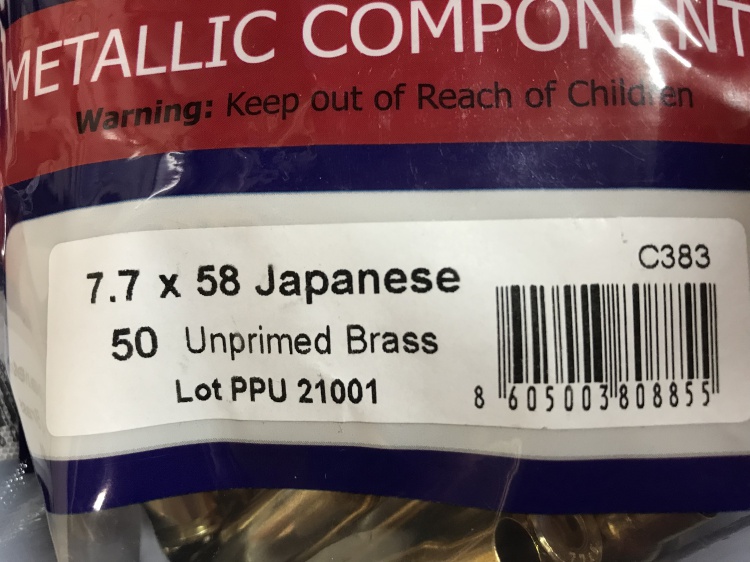 METALLIC COMPONENT
Warning: Keep out of Reach of Children
C383
7.7 x 58 Japanese
50 Unprimed Brass
Lot PPU 21001
8 605003 808855